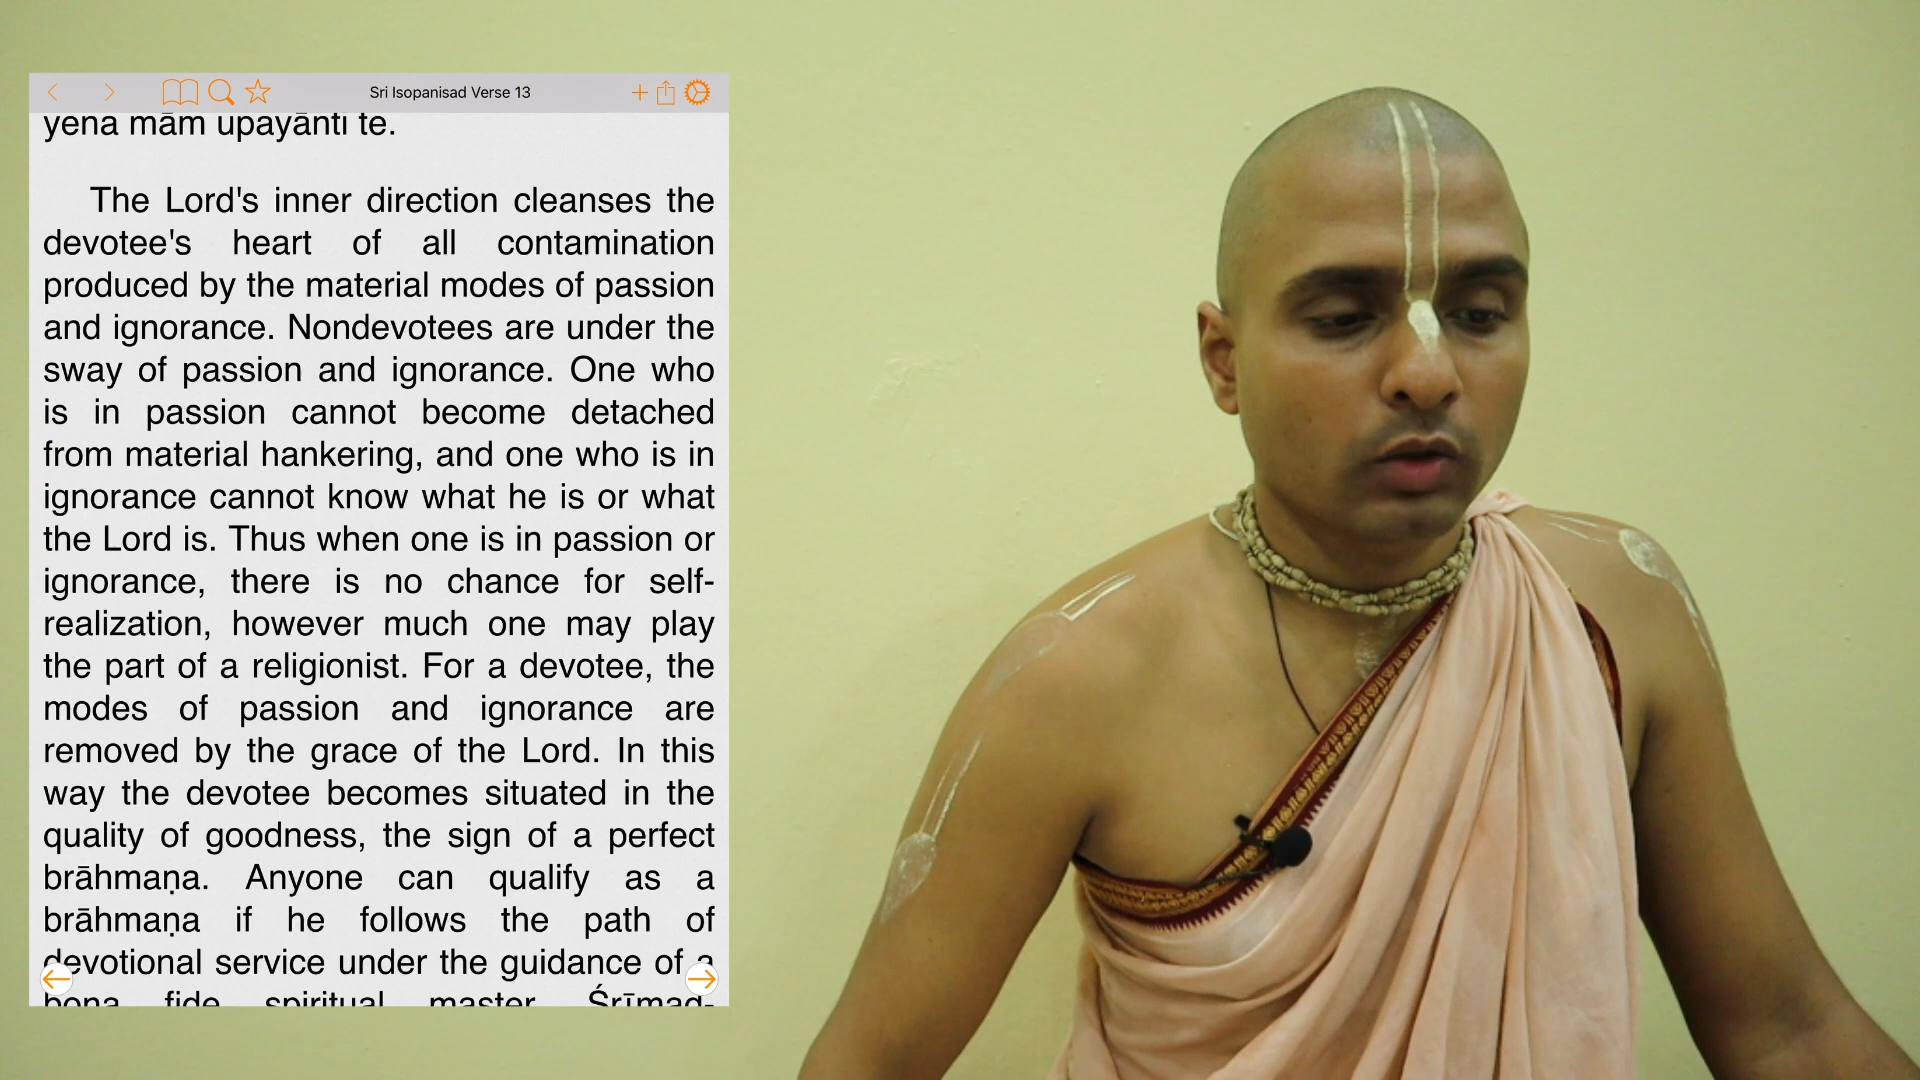 Sri Isopanisad Verse 13
yena mām upayānti te.
The Lord's inner direction cleanses the
devotee's heart of all contamination
produced by the material modes of passion
and ignorance. Nondevotees are under the
sway of passion and ignorance. One who
is in passion cannot become detached
from material hankering, and one who is in
ignorance cannot know what he is or what
the Lord is. Thus when one is in passion or
ignorance, there is no chance for self-
realization, however much one may play
the part of a religionist. For a devotee, the
modes of passion and ignorance are
removed by the grace of the Lord. In this
way the devotee becomes situated in the
quality of goodness, the sign of a perfect
brāhmaṇa. Anyone can qualify as a
brāhmaṇa if he follows the path of
devotional service under the guidance of a
bona fide spiritual master. Śrīmad-